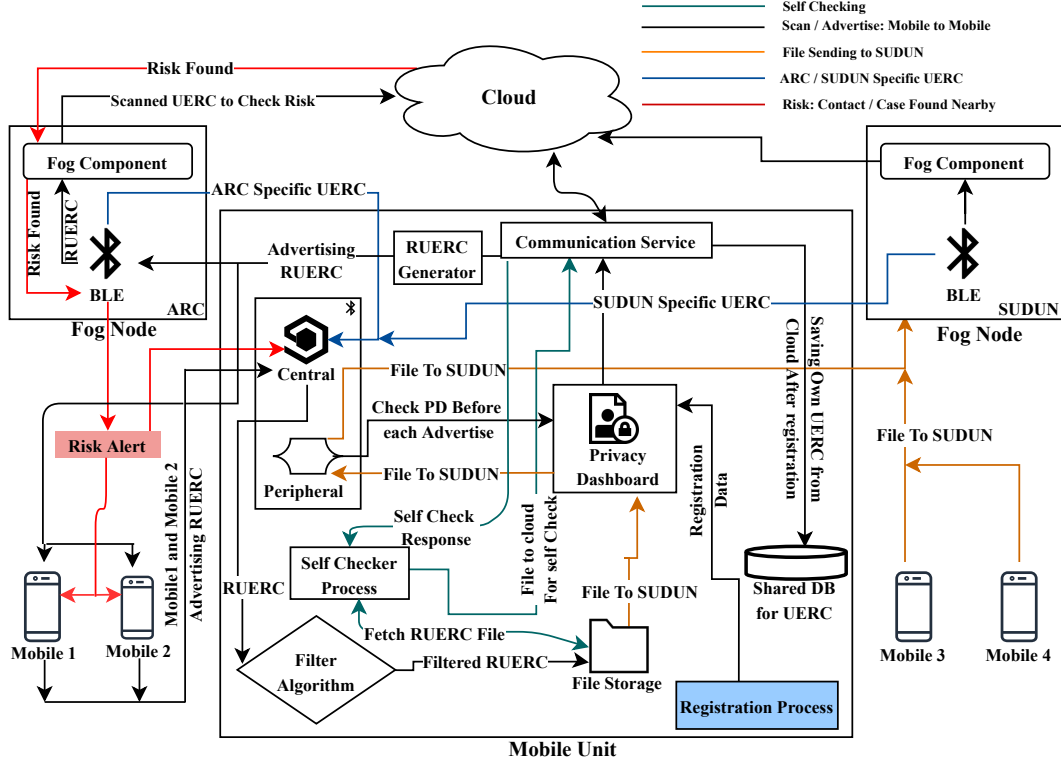 Self Checking
Scan / Advertise: Mobile to Mobile
File Sending to SUDUN
ARC / SUDUN Specific UERC
Risk: Contact / Case Found Nearby
Risk Found
Scanned UERC to Check Risk
Cloud
Fog Component
Risk Found
RUERC
BLE
ARC
Fog Node
ARC Specific UERC
Fog Component
BLE
SUDUN
Fog Node
Advertising
RUERC
RUERC
Generator
Communication Service
SUDUN Specific UERC
Central
File To SUDUN
Check PD Before
each Advertise
Peripheral
File To SUDUN
Privacy
Dashboard
Saving Own UERC from
Cloud After registration
Registration
Data
Risk Alert
Mobile1 and Mobile 2
Advertising RUERC
Mobile 1
Mobile 2
RUERC
Self Check
Response
Self Checker
Process
File to cloud
For self Check
Fetch RUERC File
Filter
Algorithm
Filtered RUERC
File To SUDUN
File Storage
Shared DB
for UERC
Registration Process
Mobile Unit
File To SUDUN
Mobile 3
Mobile 4